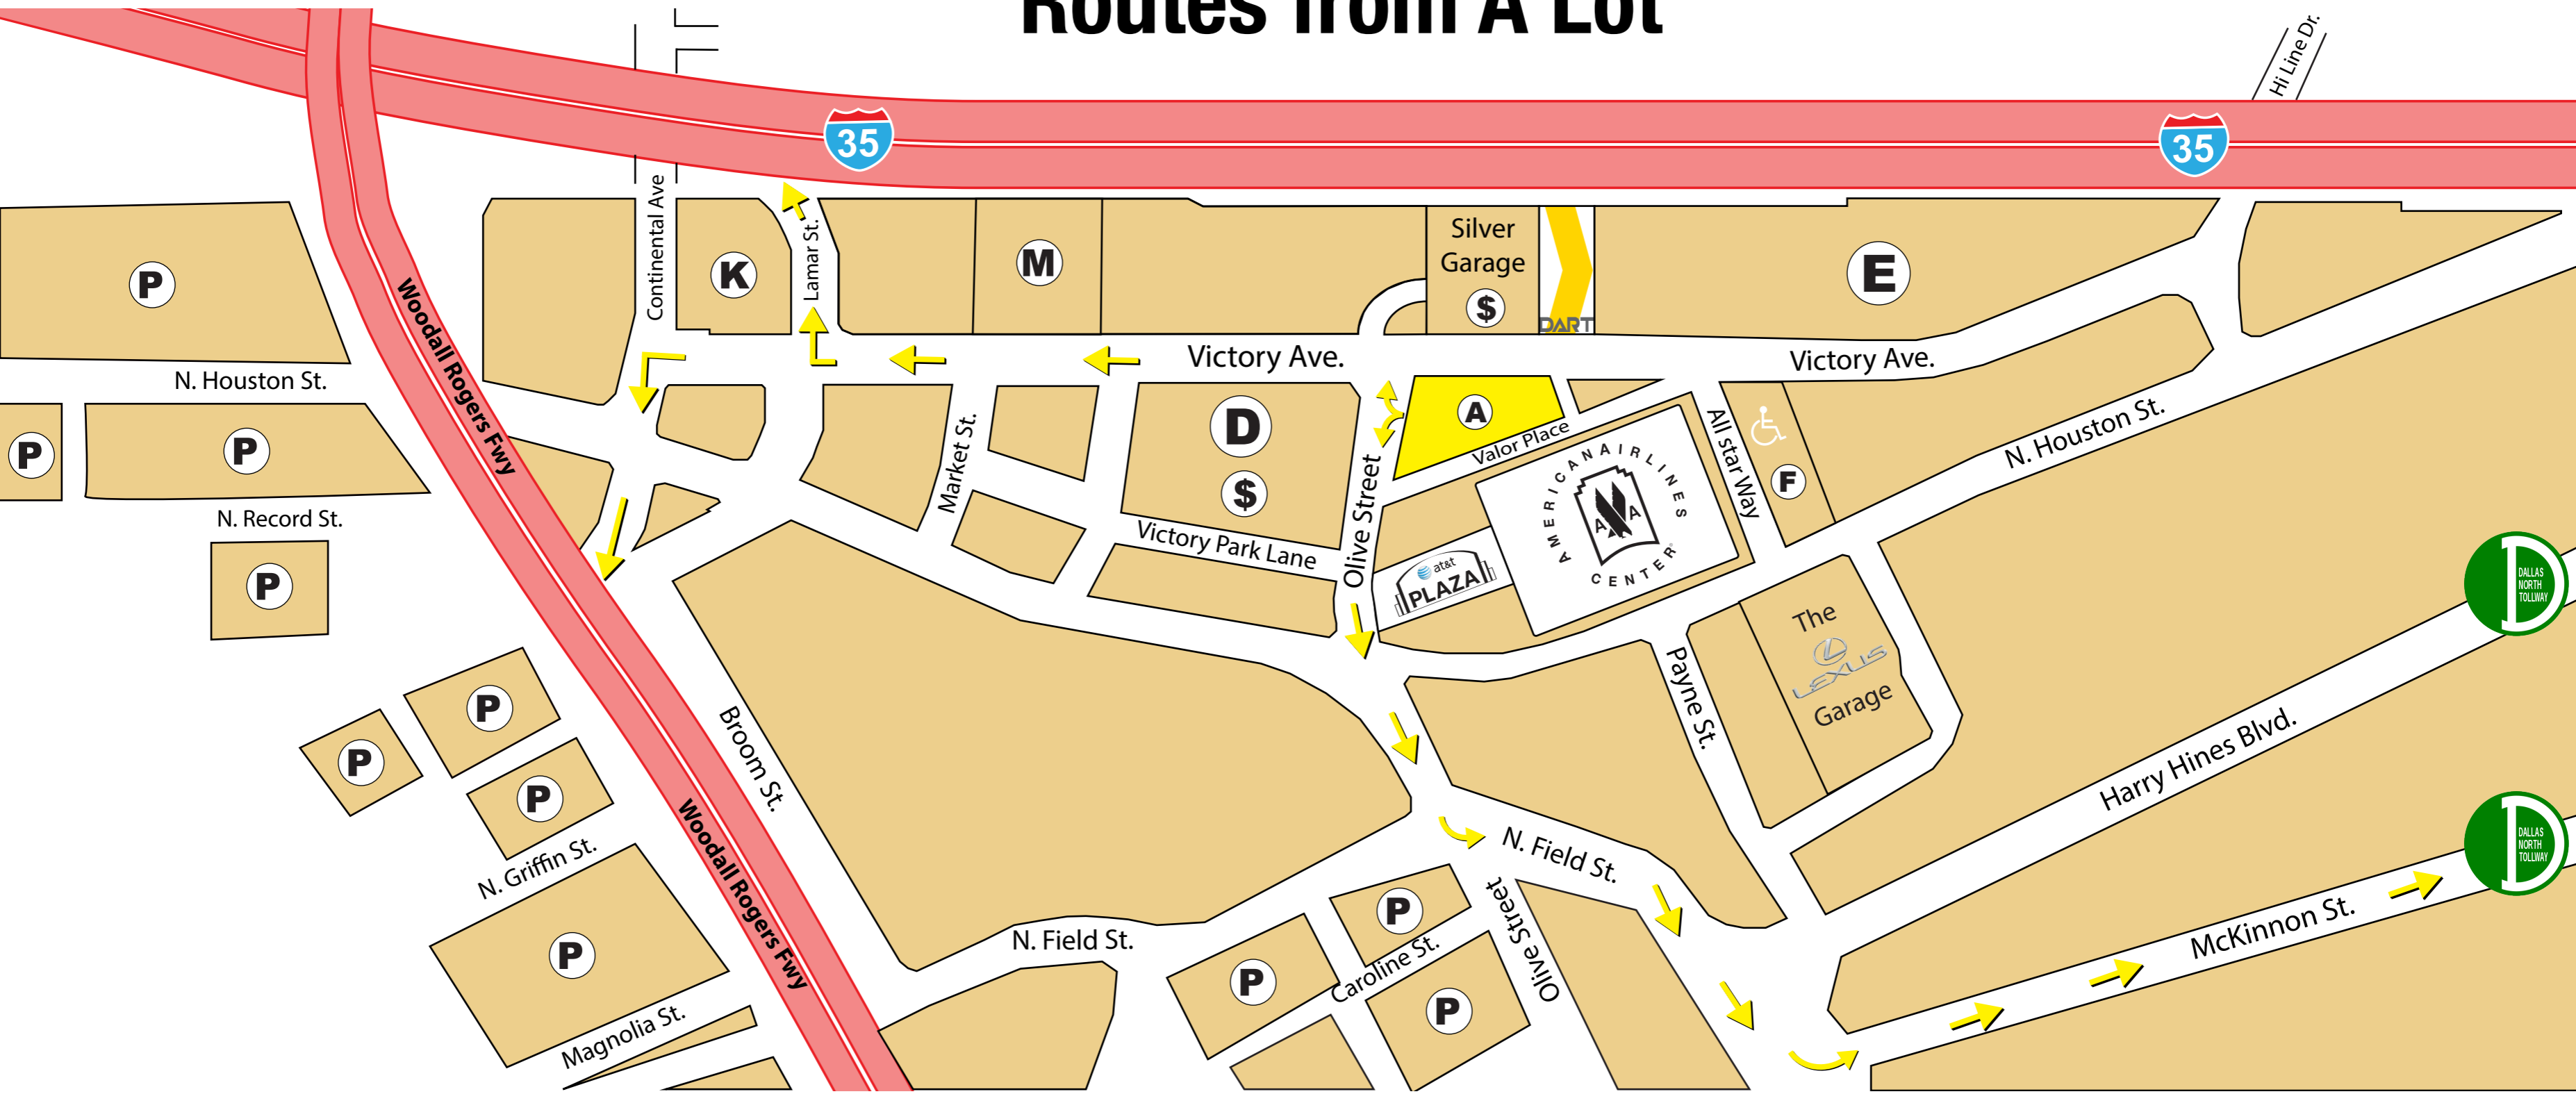 Routes from A Lot
Hi Line Dr.
35
35
Continental Ave
Lamar St.
K
M
Silver
Garage
$
DART
E
P
Woodall Rogers Fwy
N. Houston St.
Victory Ave.
Victory Ave.
P
P
N. Record St.
P
Market St.
D
$
Victory Park Lane
Olive Street
A
Valor Place
All star Way
F
N. Houston St.
AMERICANAIRLINES
CENTER
AA
at&t
PLAZA
The
LEXUS
Garage
Payne St.
DALLAS
NORTH
TOLLWAY
Harry Hines Blvd.
DALLAS
NORTH
TOLLWAY
McKinnon St.
P
P
P
N. Griffin St.
P
Magnolia St.
Woodall Rogers Fwy
Broom St.
N. Field St.
N. Field St.
P
P
Caroline St.
P
Olive Street